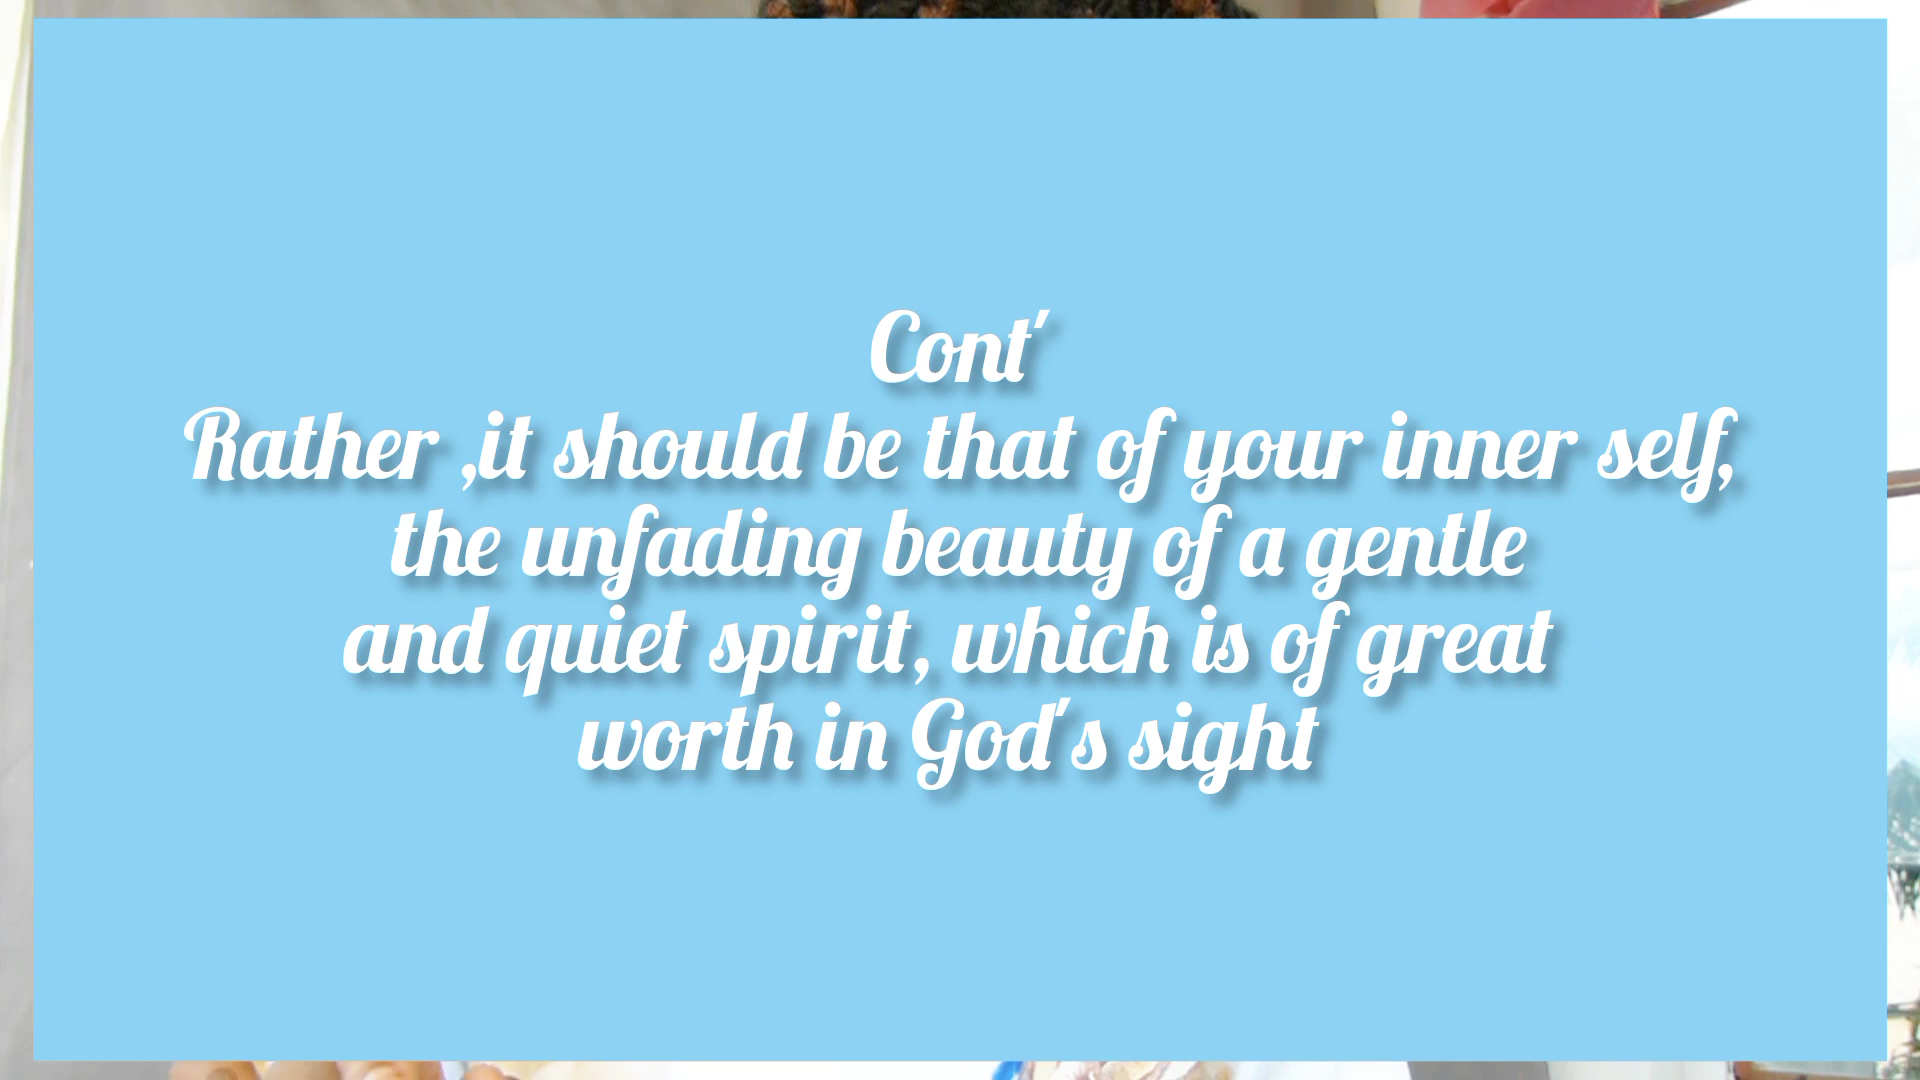 Cont'
Rather ,it should be that of your inner self,
the unfading beauty of a gentle
and quiet spirit, which is of great
worth in God's sight